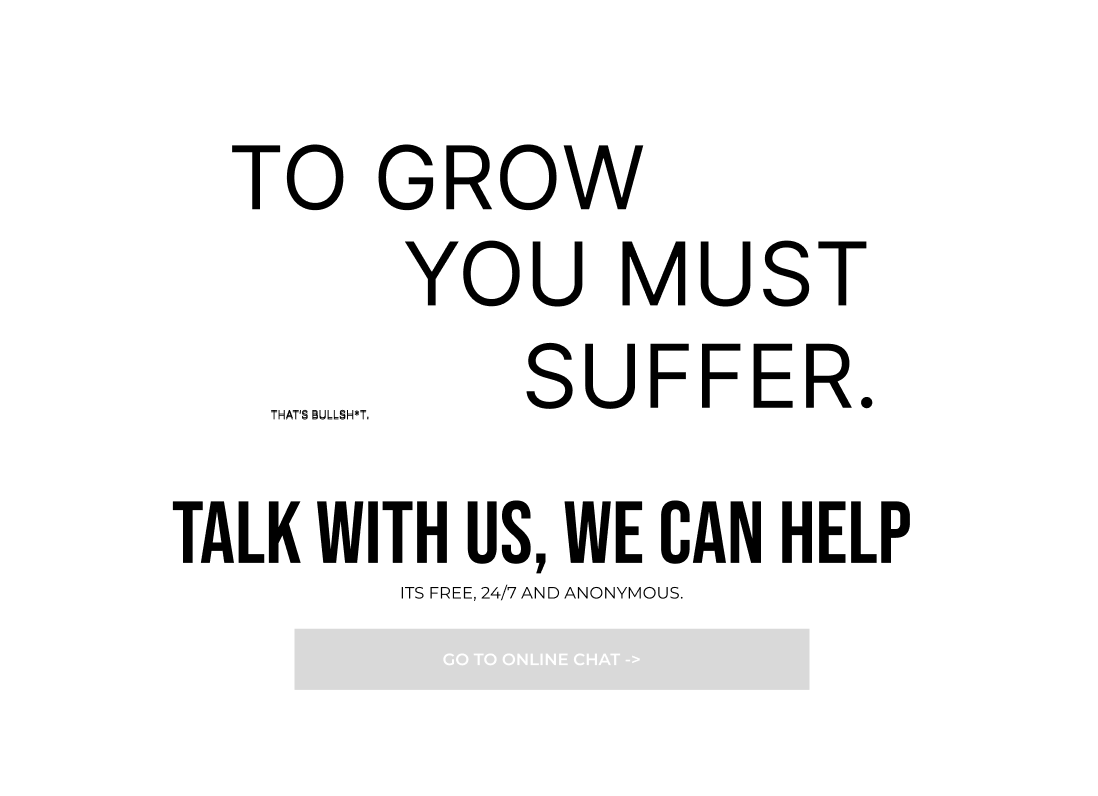 TO GROW
YOU MUST
SUFFER.
THAT'S BULLSH*T.
TALK WITH US, WE CAN HELP
ITS FREE, 24/7 AND ANONYMOUS.
GO TO ONLINE CHAT ->